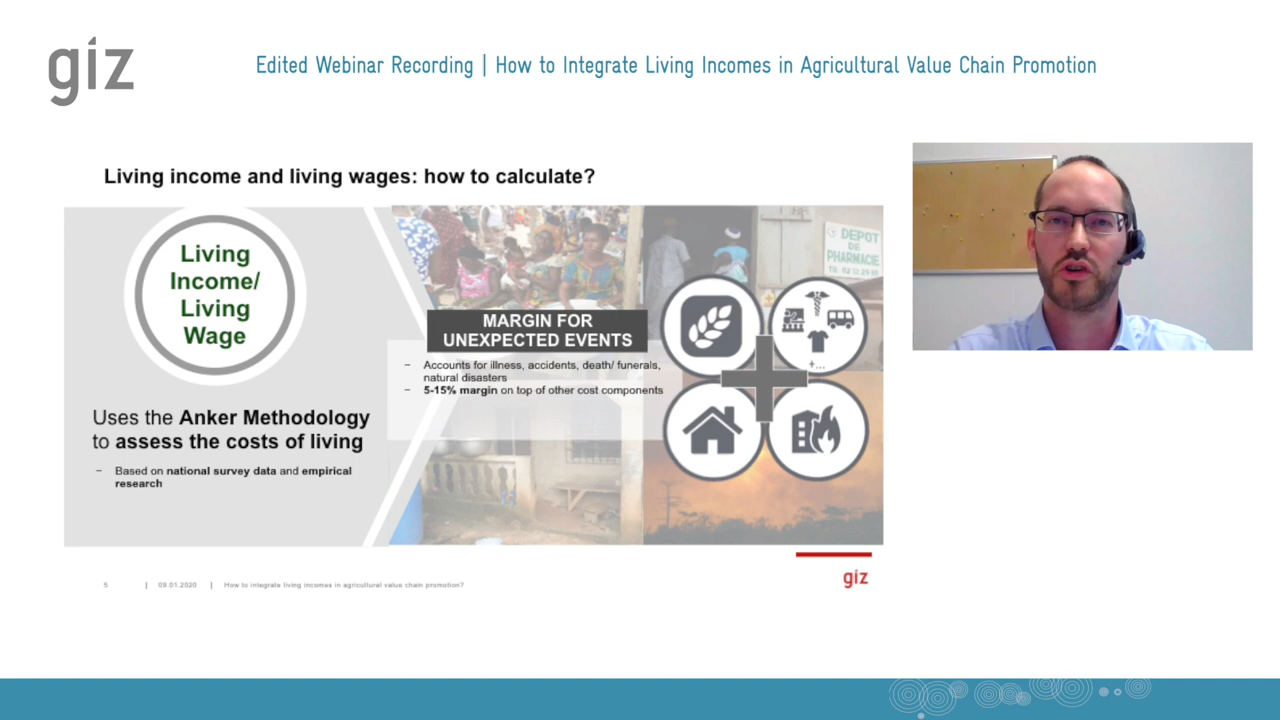 giz
Edited Webinar Recording | How to Integrate Living Incomes in Agricultural Value Chain Promotion
Living income and living wages: how to calculate?
Living
Income/
Living
Wage
Uses the Anker Methodology
to assess the costs of living
– Based on national survey data and empirical
research
MARGIN FOR
UNEXPECTED EVENTS
– Accounts for illness, accidents, death/ funerals,
natural disasters
– 5-15% margin on top of other cost components
DEPOT
DE
PHARMACIE
+...
5 | 09.01.2020 | How to integrate living incomes in agricultural value chain promotion?
giz